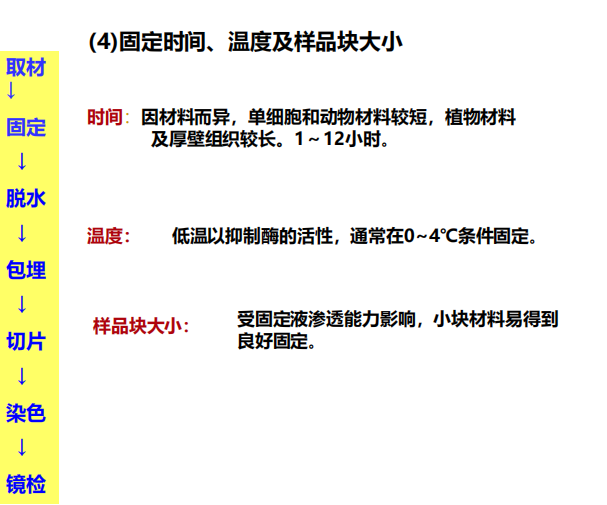 (4)固定时间、温度及样品块大小
取材
↓
固定
↓
脱水
↓
包埋
↓
切片
↓
染色
↓
镜检
时间：因材料而异，单细胞和动物材料较短，植物材料
及厚壁组织较长。1～12小时。
温度： 低温以抑制酶的活性，通常在0~4℃条件固定。
样品块大小： 受固定液渗透能力影响，小块材料易得到
良好固定。